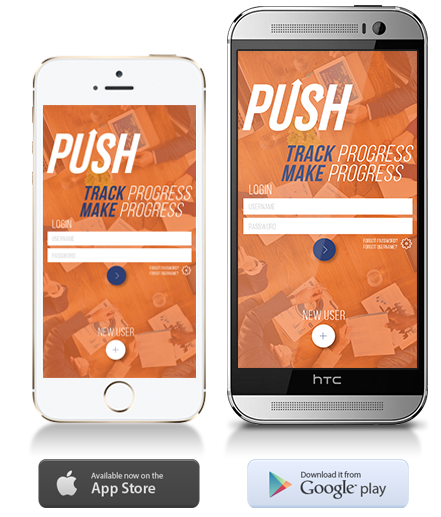 PUSH
TRACK PROGRESS
MAKE PROGRESS
LOGIN
USERNAME
PASSWORD
FORGOT PASSWORD?
FORGOT USERNAME?
NEW USER
+
Available now on the
App Store
PUSH
TRACK PROGRESS
MAKE PROGRESS
LOGIN
USERNAME
PASSWORD
FORGOT PASSWORD?
FORGOT USERNAME?
NEW USER
+
hTC
Download it from
Google play